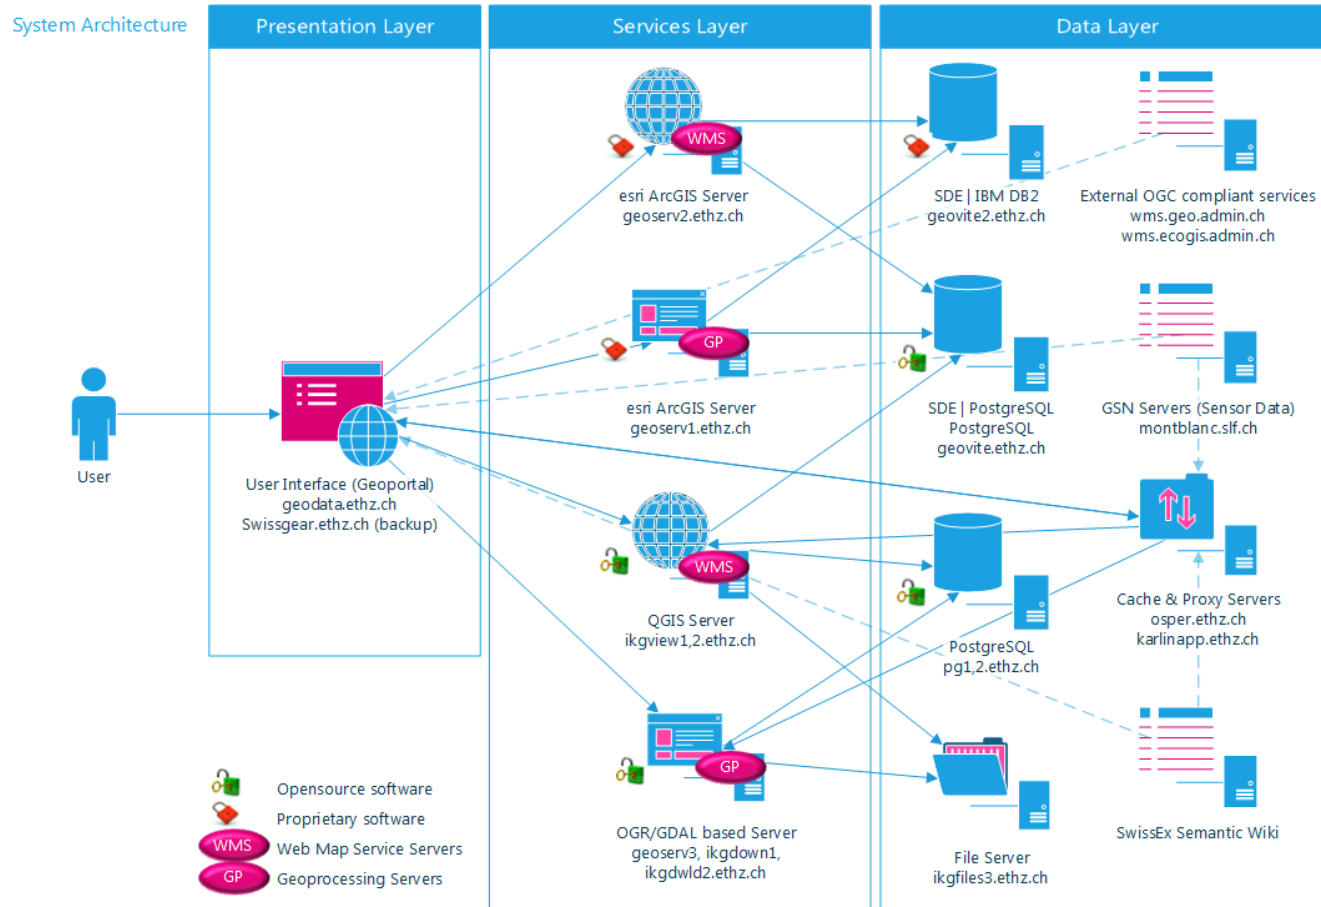 System Architecture
Presentation Layer
Services Layer
Data Layer
WMS
esri ArcGIS Server
geoserv2.ethz.ch
SDE | IBM DB2
geovite2.ethz.ch
External OGC compliant services
wms.geo.admin.ch
wms.ecogis.admin.ch
GP
esri ArcGIS Server
geoserv1.ethz.ch
SDE | PostgreSQL
PostgreSQL
geovite.ethz.ch
GSN Servers (Sensor Data)
montblanc.slf.ch
User
User Interface (Geoportal)
geodata.ethz.ch
Swissgear.ethz.ch (backup)
WMS
QGIS Server
ikgview1,2.ethz.ch
PostgreSQL
pg1,2.ethz.ch
Cache & Proxy Servers
osper.ethz.ch
karlinapp.ethz.ch
GP
OGR/GDAL based Server
geoserv3, ikgdown1,
ikgdwld2.ethz.ch
File Server
ikgfiles3.ethz.ch
SwissEx Semantic Wiki
Opensource software
Proprietary software
WMS Web Map Service Servers
GP Geoprocessing Servers